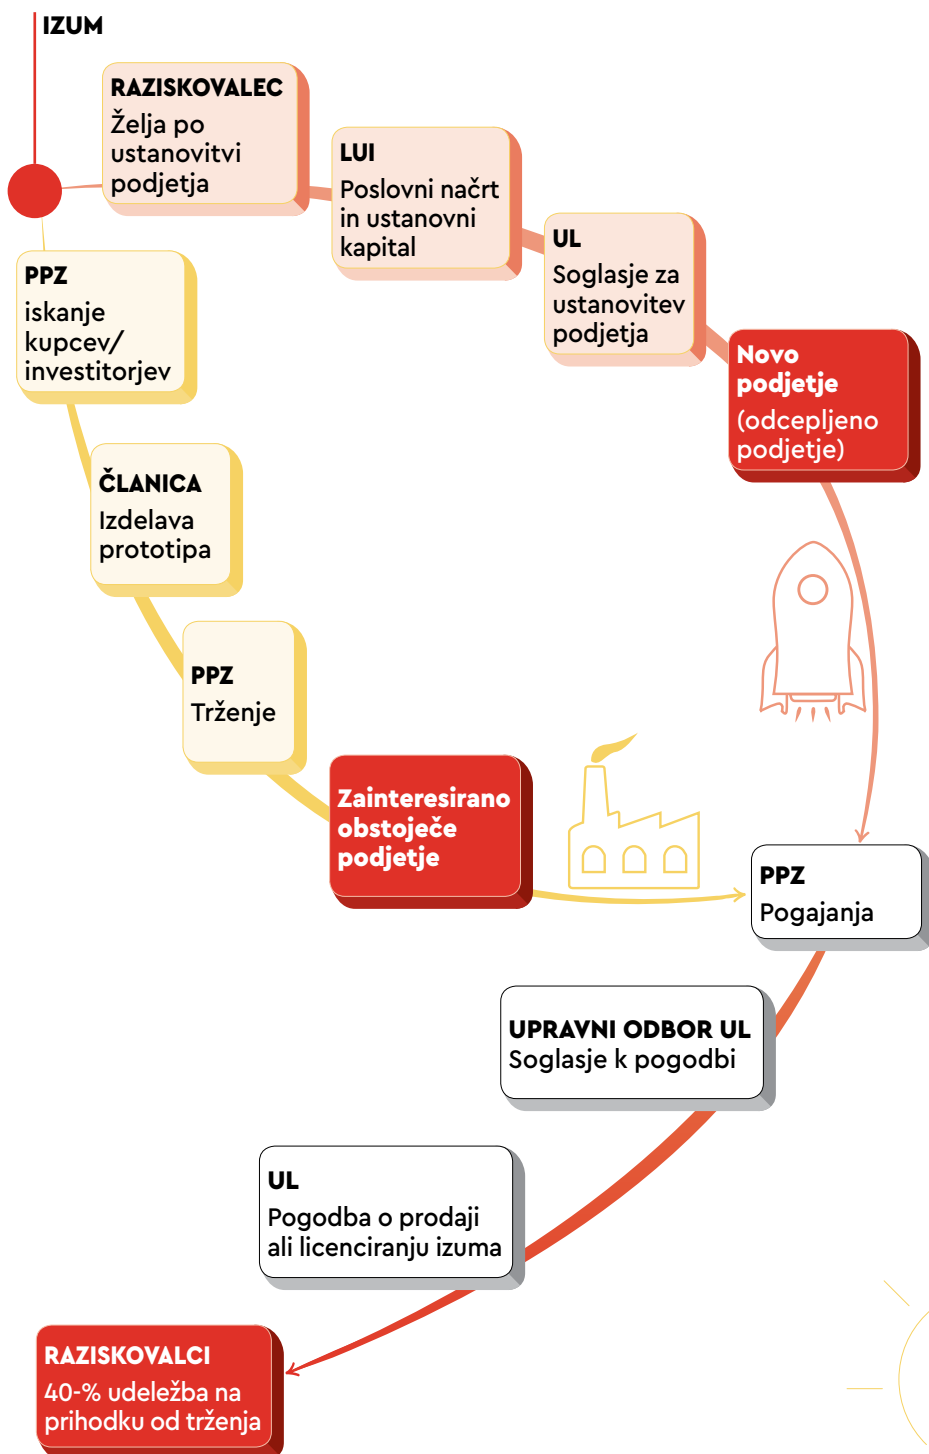 IZUM
RAZISKOVALEC
Želja po
ustanovitvi
podjetja
LUI
Poslovni načrt
in ustanovni
kapital
UL
Soglasje za
ustanovitev
podjetja
Novo
podjetje
(odcepljeno
podjetje)
PPZ
iskanje
kupcev/
investitorjev
ČLANICA
Izdelava
prototipa
PPZ
Trženje
Zainteresirano
obstoječe
podjetje
PPZ
Pogajanja
UPRAVNI ODBOR UL
Soglasje k pogodbi
UL
Pogodba o prodaji
ali licenciranju izuma
RAZISKOVALCI
40-% udeležba na
prihodku od trženja